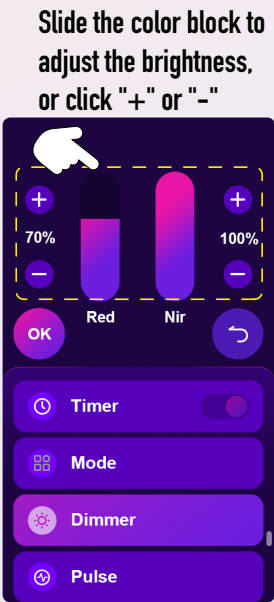 Slide the color block to
adjust the brightness,
or click "+" or "-"
+ +
70% 100%
− −
Red Nir
OK
Timer
Mode
Dimmer
Pulse